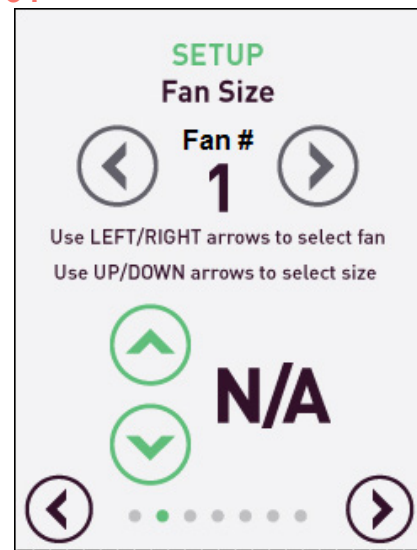 SETUP
Fan Size
Fan #
1
Use LEFT/RIGHT arrows to select fan
Use UP/DOWN arrows to select size
N/A